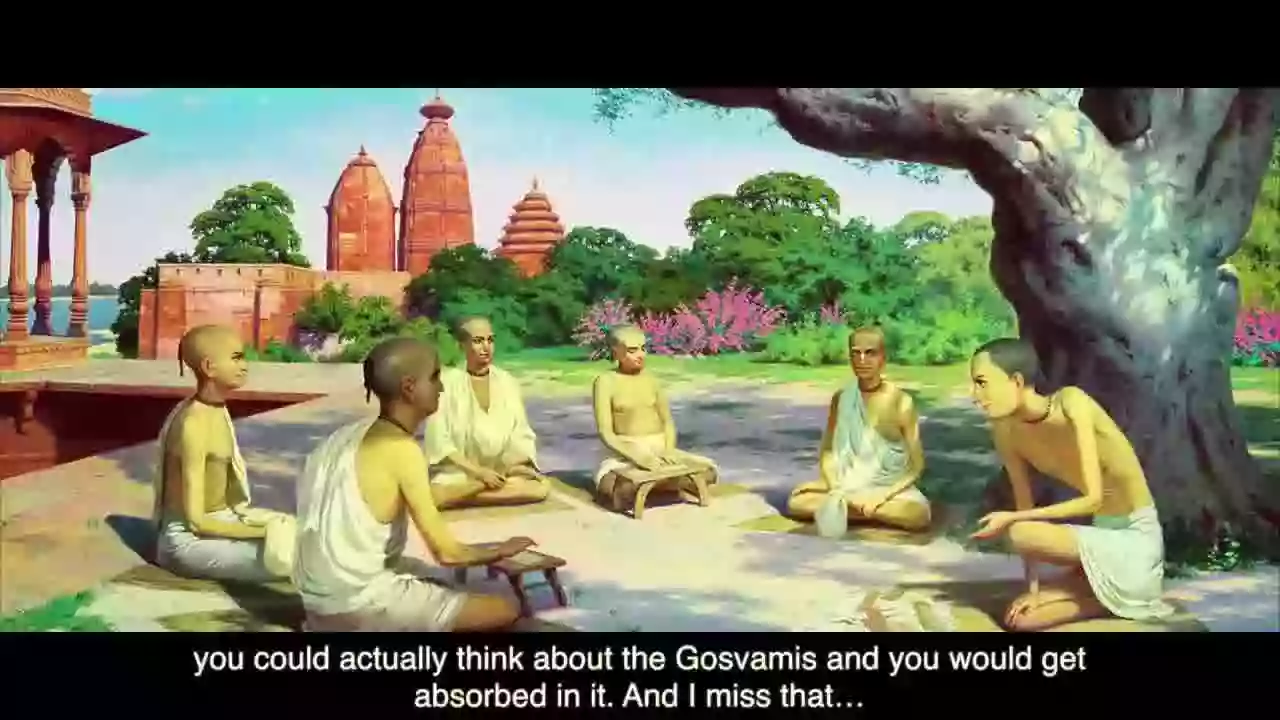 you could actually think about the Gosvamis and you would get
absorbed in it. And I miss that…